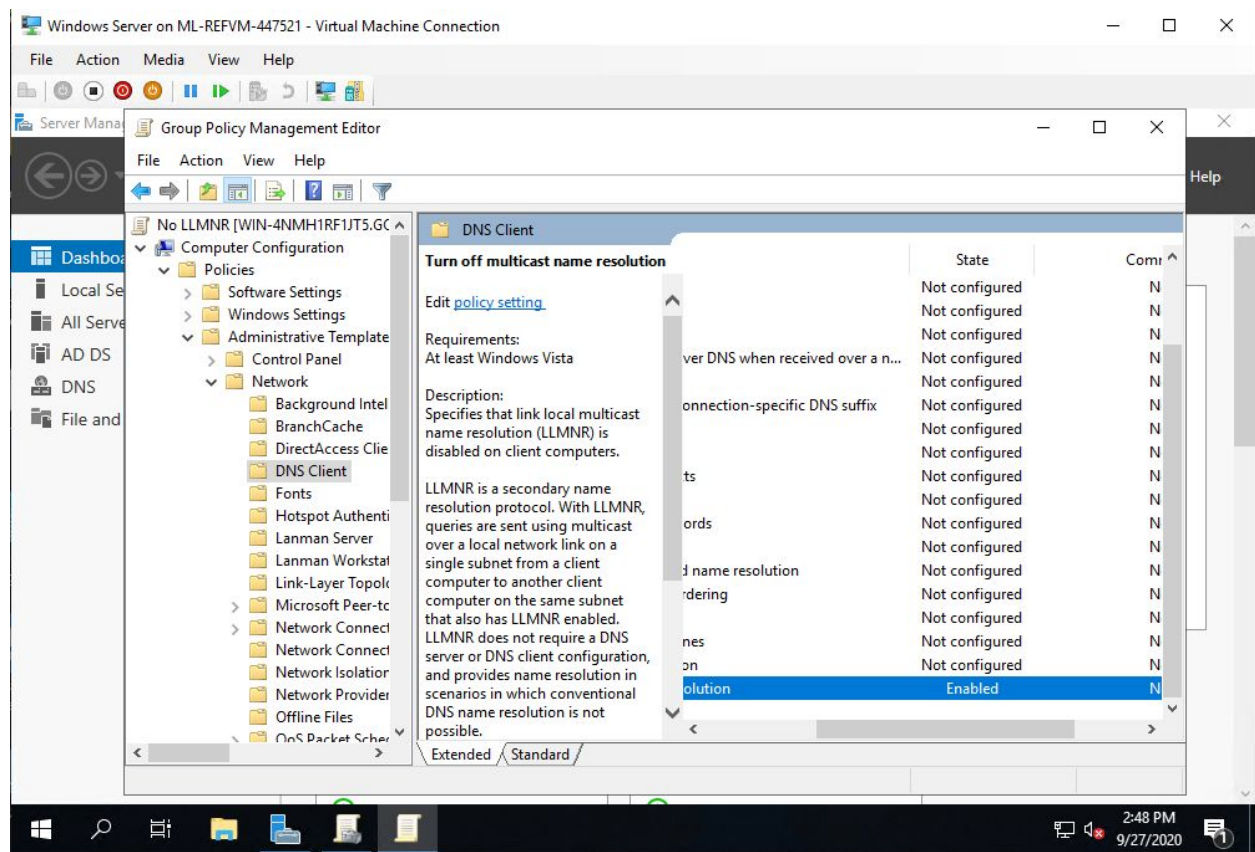 Windows Server on ML-REFVM-447521 - Virtual Machine Connection
File Action Media View Help
Server Mana
Group Policy Management Editor
File Action View Help
Help
No LLMNR [WIN-4NMH1RF1JT5.GC
Computer Configuration
Policies
Software Settings
Windows Settings
Administrative Template
Control Panel
Network
Background Intel
BranchCache
DirectAccess Clie
DNS Client
Fonts
Hotspot Authenti
Lanman Server
Lanman Workstat
Link-Layer Topolo
Microsoft Peer-to
Network Connect
Network Connect
Network Isolation
Network Provider
Offline Files
QoS Packet Sched
Dashboa
Local Se
All Serve
AD DS
DNS
File and
DNS Client
Turn off multicast name resolution
Edit policy setting
Requirements:
At least Windows Vista
Description:
Specifies that link local multicast
name resolution (LLMNR) is
disabled on client computers.
LLMNR is a secondary name
resolution protocol. With LLMNR,
queries are sent using multicast
over a local network link on a
single subnet from a client
computer to another client
computer on the same subnet
that also has LLMNR enabled.
LLMNR does not require a DNS
server or DNS client configuration,
and provides name resolution in
scenarios in which conventional
DNS name resolution is not
possible.
State Comr
Not configured N
Not configured N
Not configured N
ver DNS when received over a n... Not configured N
Not configured N
onnection-specific DNS suffix Not configured N
Not configured N
Not configured N
ts Not configured N
Not configured N
ords Not configured N
Not configured N
d name resolution Not configured N
rdering Not configured N
Not configured N
nes Not configured N
on Not configured N
olution Enabled N
Extended Standard
2:48 PM
9/27/2020
1